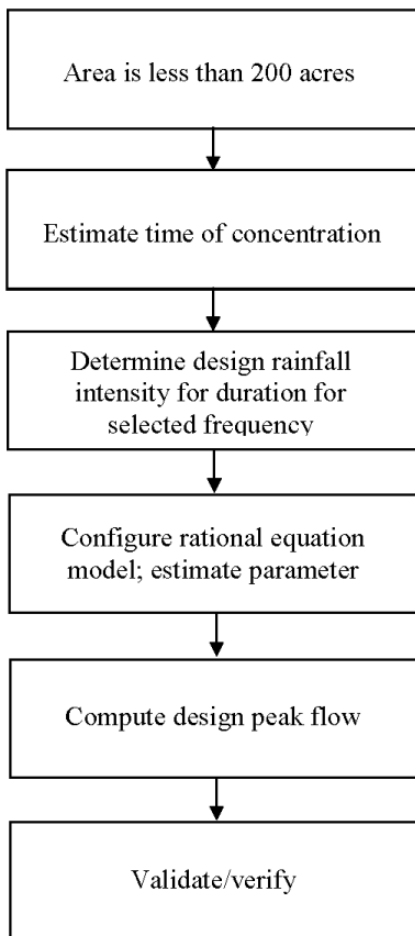 Area is less than 200 acres
Estimate time of concentration
Determine design rainfall
intensity for duration for
selected frequency
Configure rational equation
model; estimate parameter
Compute design peak flow
Validate/verify